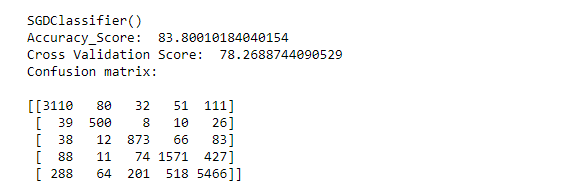 SGDClassifier()
Accuracy_Score:  83.80010184040154
Cross Validation Score:  78.2688744090529
Confusion matrix:
[[3110   80   32   51  111]
 [  39  500    8   10   26]
 [  38   12  873   66   83]
 [  88   11   74 1571  427]
 [ 288   64  201  518 5466]]